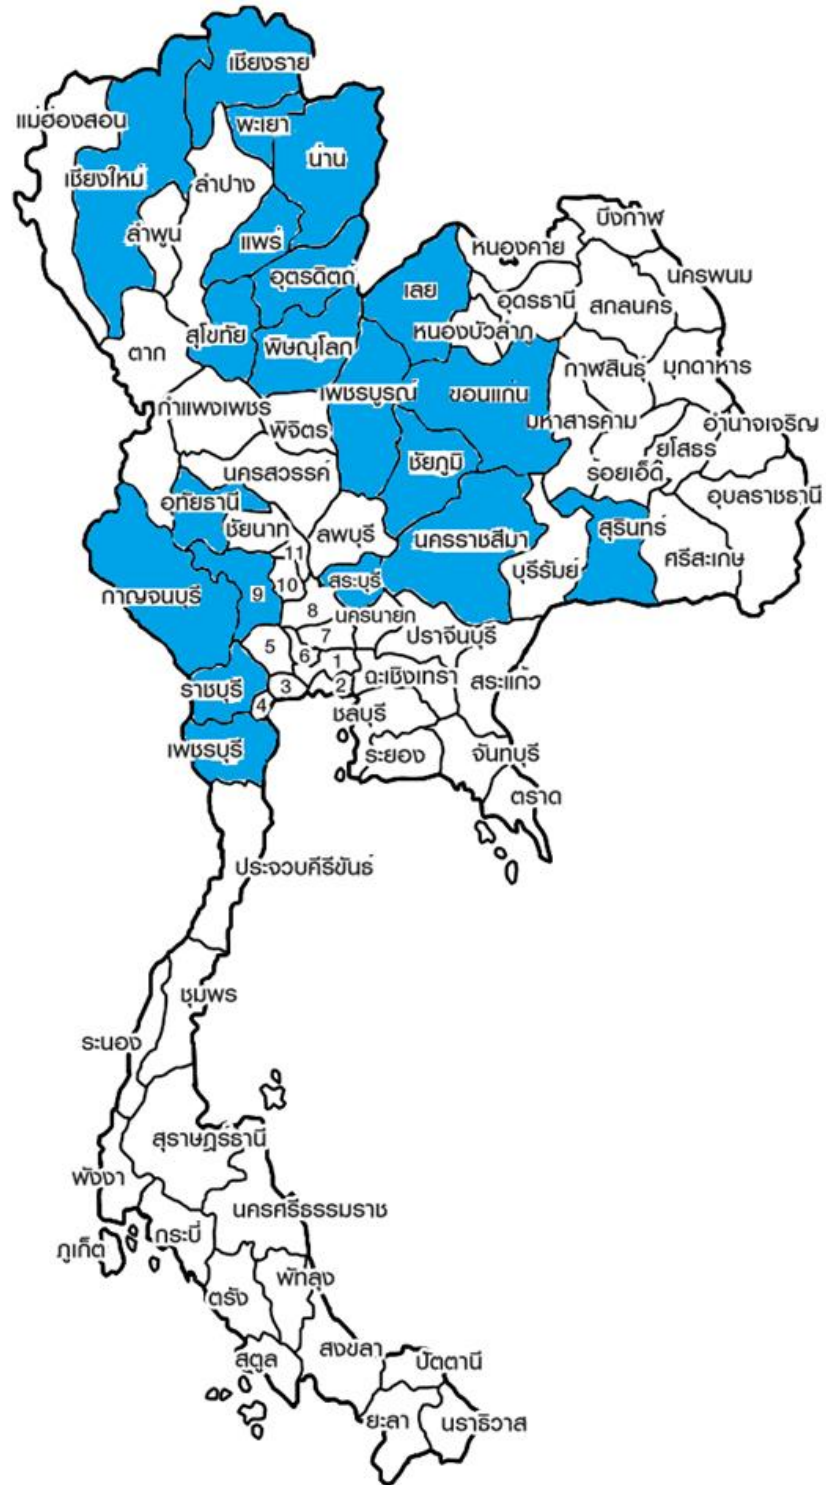 เชียงราย
แม่ฮ่องสอน
พะเยา
น่าน
เชียงใหม่
ลำปาง
ลำพูน
แพร่
บึงกาฬ
หนองคาย
อุตรดิตถ์
นครพนม
เลย
อุดรธานี
สกลนคร
สุโขทัย
หนองบัวลำภู
พิษณุโลก
ตาก
กาฬสินธุ์
มุกดาหาร
เพชรบูรณ์
ขอนแก่น
กำแพงเพชร
มหาสารคาม
อำนาจเจริญ
พิจิตร
ยโสธร
ชัยภูมิ
นครสวรรค์
ร้อยเอ็ด
อุบลราชธานี
อุทัยธานี
ชัยนาท
ลพบุรี
นครราชสีมา
สุรินทร์
11
ศรีสะเกษ
บุรีรัมย์
สระบุรี
10
กาญจนบุรี
9
8
นครนายก
7
ปราจีนบุรี
5
6
1
ฉะเชิงเทรา
สระแก้ว
ราชบุรี
3
2
4
ชลบุรี
เพชรบุรี
ระยอง
จันทบุรี
ตราด
ประจวบคีรีขันธ์
ชุมพร
ระนอง
สุราษฎร์ธานี
พังงา
นครศรีธรรมราช
กระบี่
ภูเก็ต
พัทลุง
ตรัง
สงขลา
สตูล
ปัตตานี
ยะลา
นราธิวาส